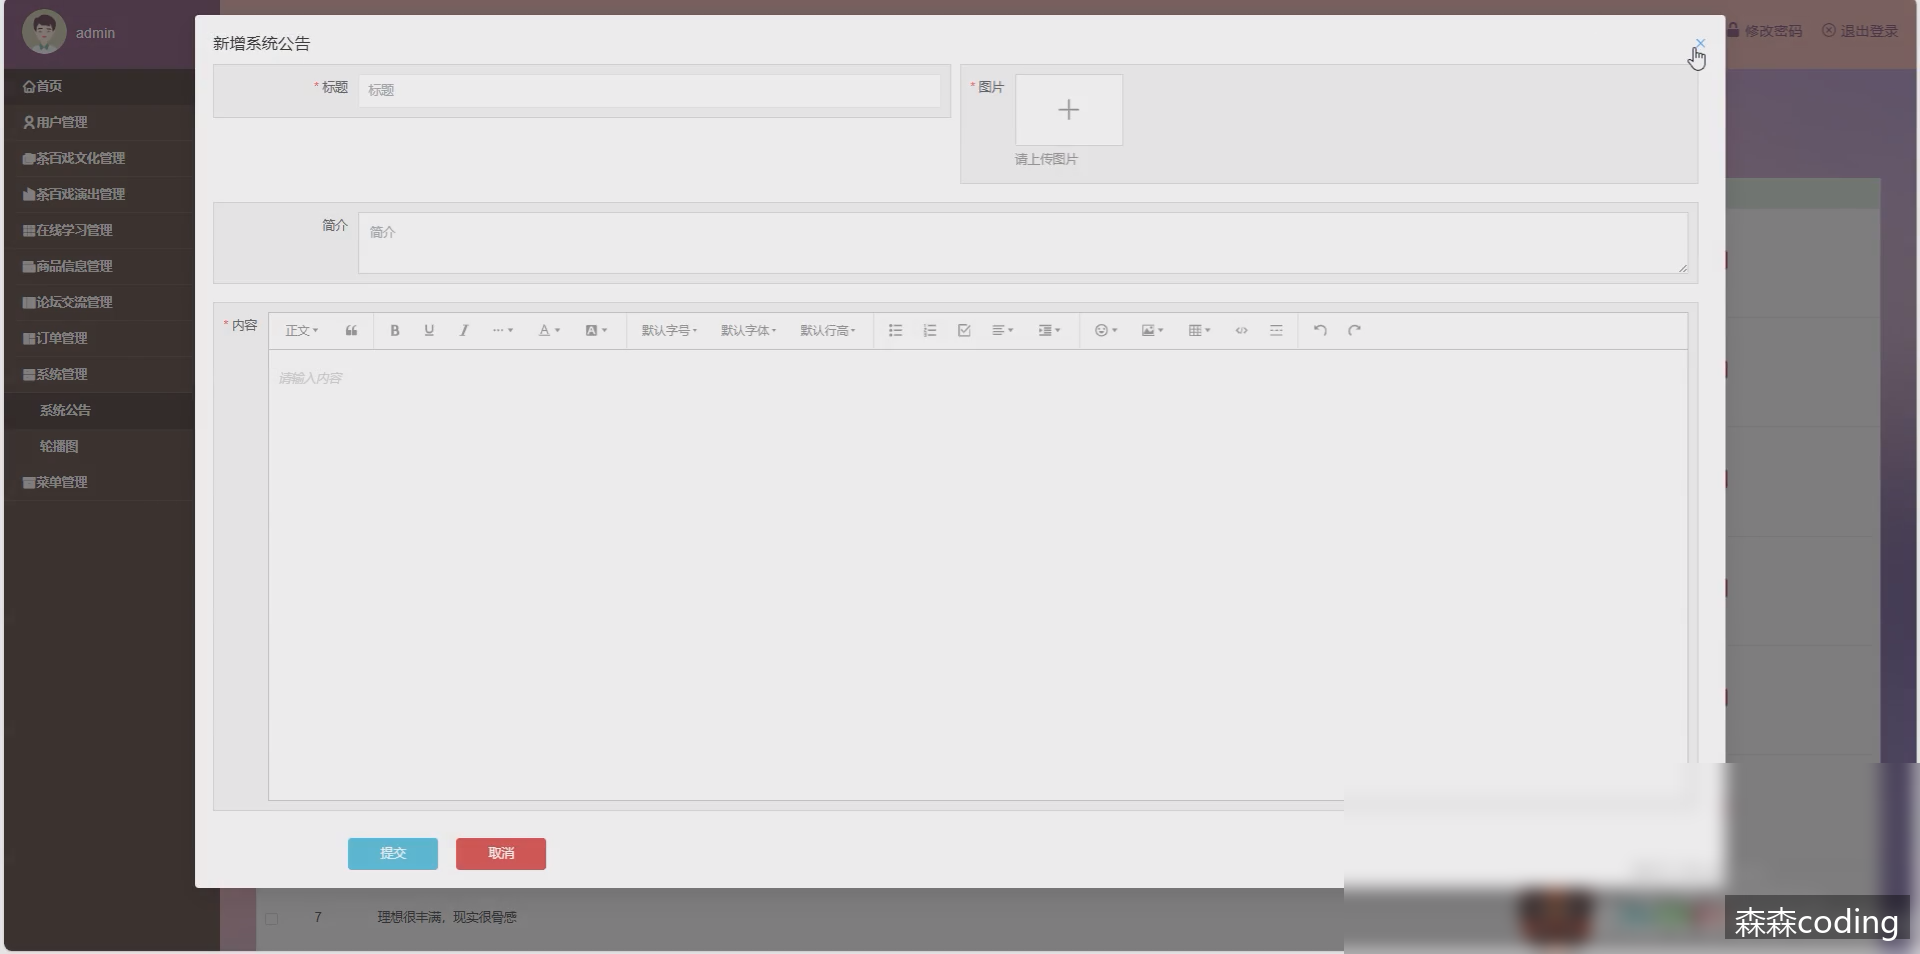 admin
修改密码
退出登录
首页
用户管理
茶百戏文化管理
茶百戏演出管理
在线学习管理
商品信息管理
论坛交流管理
订单管理
系统管理
系统公告
轮播图
菜单管理
新增系统公告
* 标题
标题
* 图片
请上传图片
简介
简介
* 内容
正文
默认字号
默认字体
默认行高
请输入内容
提交
取消
7
理想很丰满，现实很骨感
森森coding